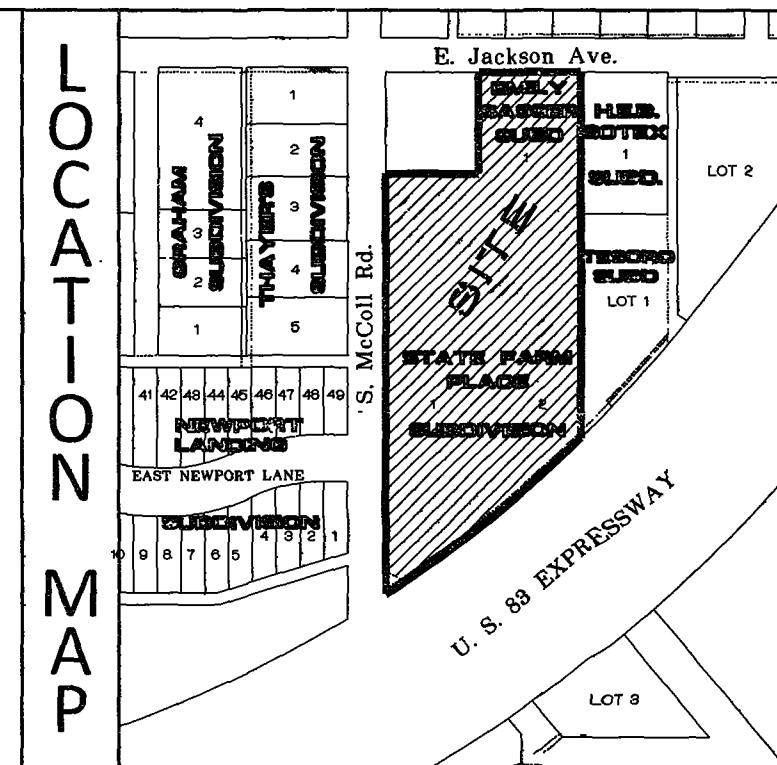 LOCATION MAP
E. Jackson Ave.
S. McColl Rd.
4
3
2
1
GRAHAM
SUBDIVISION
1
2
3
4
5
THAYER'S
SUBDIVISION
EMELY
SUBD
1
SITE
STATE FARM
PLACE
1
2
SUBDIVISION
H.E.B.
SOTEX
1
SUBD.
LOT 2
TESORO
SUBD
LOT 1
41 42 43 44 45 46 47 48 49
NEWPORT
LANDING
EAST NEWPORT LANE
SUBDIVISION
10 9 8 7 6 5 4 3 2 1
U. S. 83 EXPRESSWAY
LOT 3